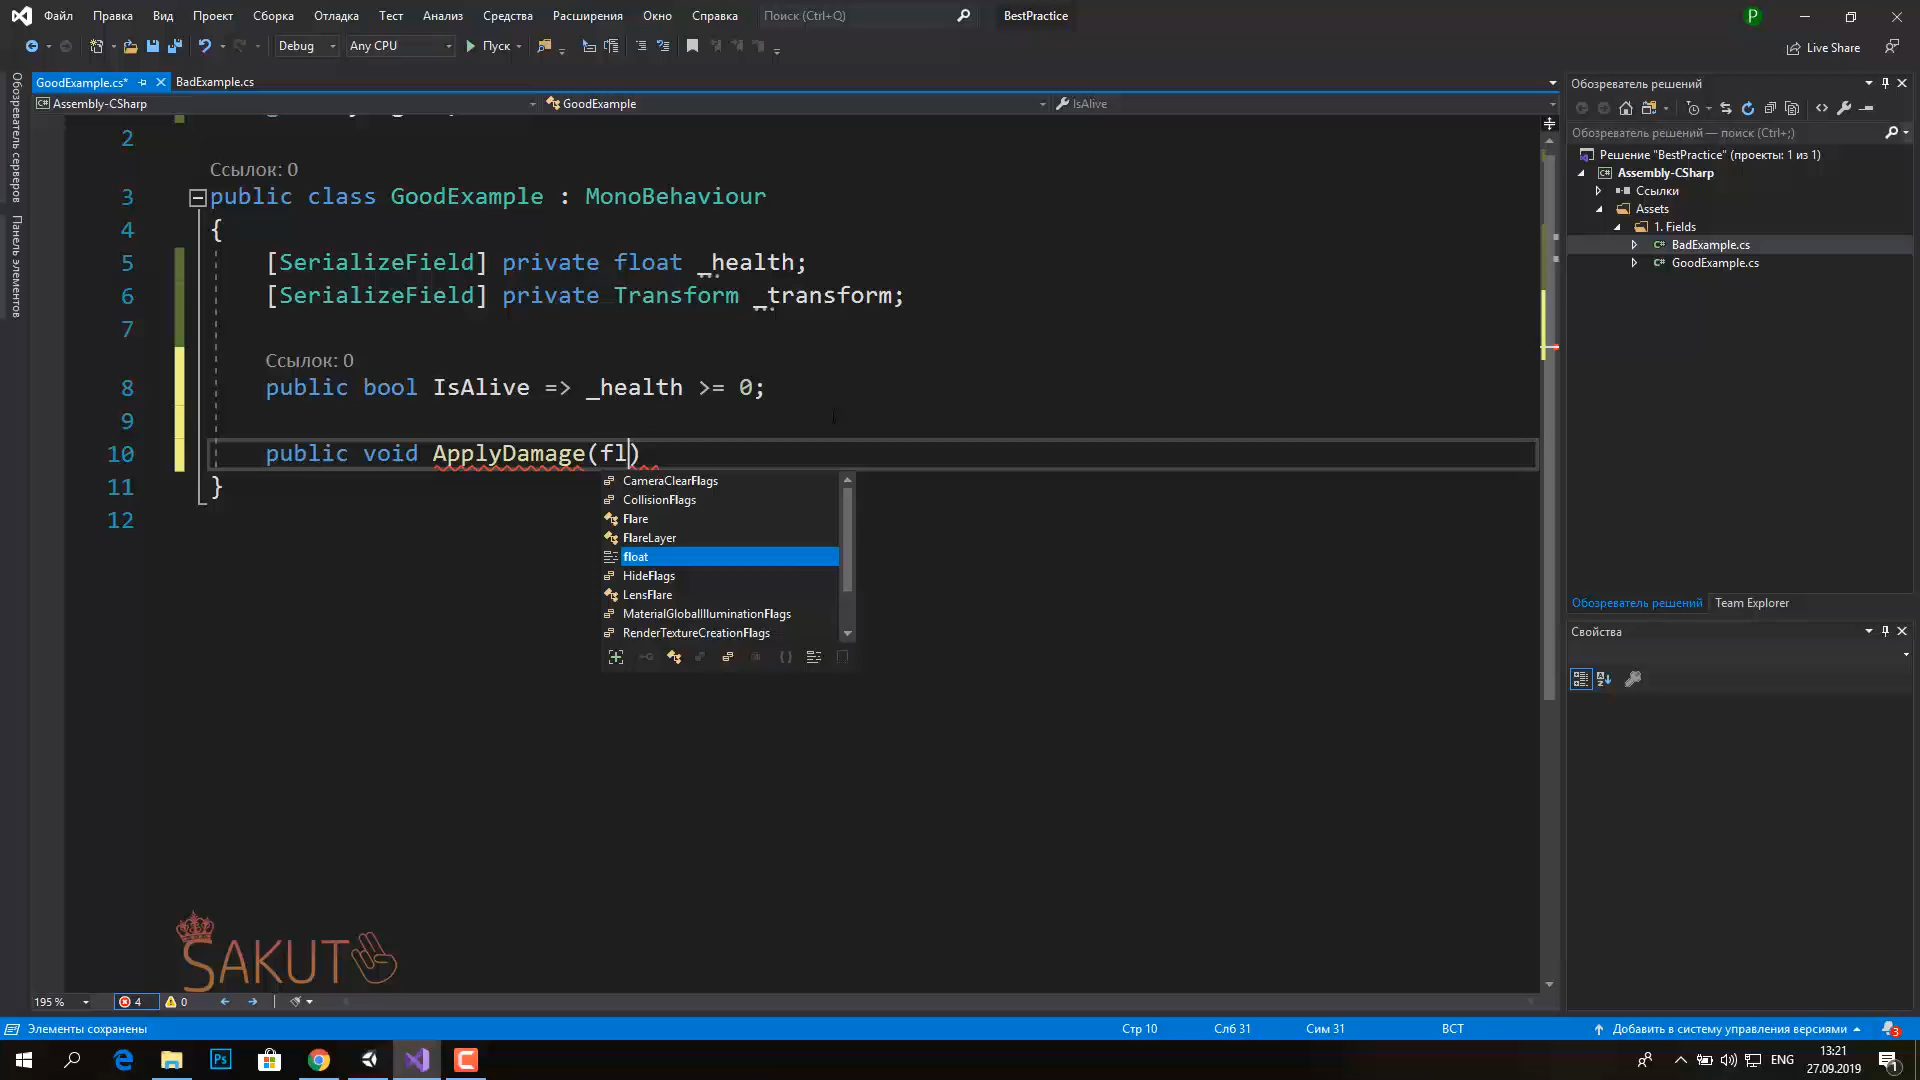 Файл Правка Вид Проект Сборка Отладка Тест Анализ Средства Расширения Окно Справка Поиск (Ctrl+Q) BestPractice P
Debug Any CPU Пуск Live Share
GoodExample.cs* BadExample.cs
Assembly-CSharp GoodExample IsAlive
Обозреватель серверов
Панель элементов
2
Ссылок: 0
3 public class GoodExample : MonoBehaviour
4 {
5 [SerializeField] private float _health;
6 [SerializeField] private Transform _transform;
7
Ссылок: 0
8 public bool IsAlive => _health >= 0;
9
10 public void ApplyDamage(fl)
11 }
12
CameraClearFlags
CollisionFlags
Flare
FlareLayer
float
HideFlags
LensFlare
MaterialGlobalIlluminationFlags
RenderTextureCreationFlags
Обозреватель решений
Обозреватель решений — поиск (Ctrl+;)
Решение "BestPractice" (проекты: 1 из 1)
Assembly-CSharp
Ссылки
Assets
1. Fields
BadExample.cs
GoodExample.cs
Обозреватель решений Team Explorer
Свойства
SAKUT
195 % 4 0
Элементы сохранены Стр 10 Слб 31 Сим 31 ВСТ Добавить в систему управления версиями 3
ENG 13:21 27.09.2019 1